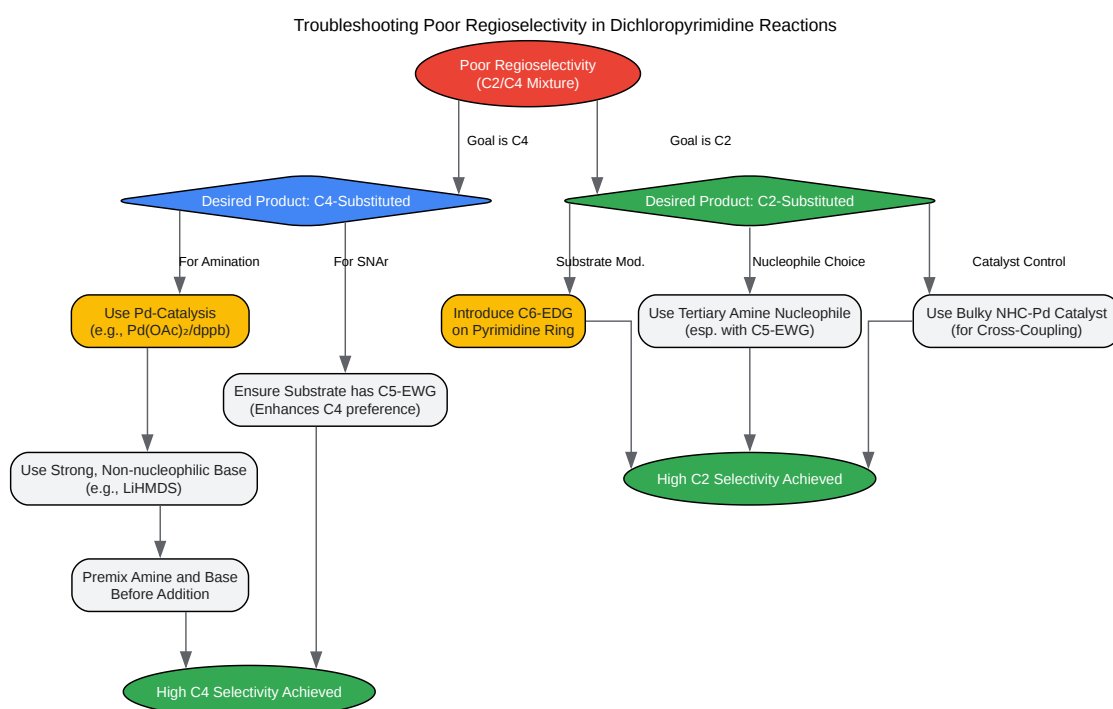 Troubleshooting Poor Regioselectivity in Dichloropyrimidine Reactions
Poor Regioselectivity
(C2/C4 Mixture)
Goal is C4
Goal is C2
Desired Product: C4-Substituted
Desired Product: C2-Substituted
For Amination
For SNAr
Substrate Mod.
Nucleophile Choice
Catalyst Control
Use Pd-Catalysis
(e.g., Pd(OAc)₂/dppb)
Introduce C6-EDG
on Pyrimidine Ring
Use Tertiary Amine Nucleophile
(esp. with C5-EWG)
Use Bulky NHC-Pd Catalyst
(for Cross-Coupling)
Ensure Substrate has C5-EWG
(Enhances C4 preference)
Use Strong, Non-nucleophilic Base
(e.g., LiHMDS)
High C2 Selectivity Achieved
Premix Amine and Base
Before Addition
High C4 Selectivity Achieved